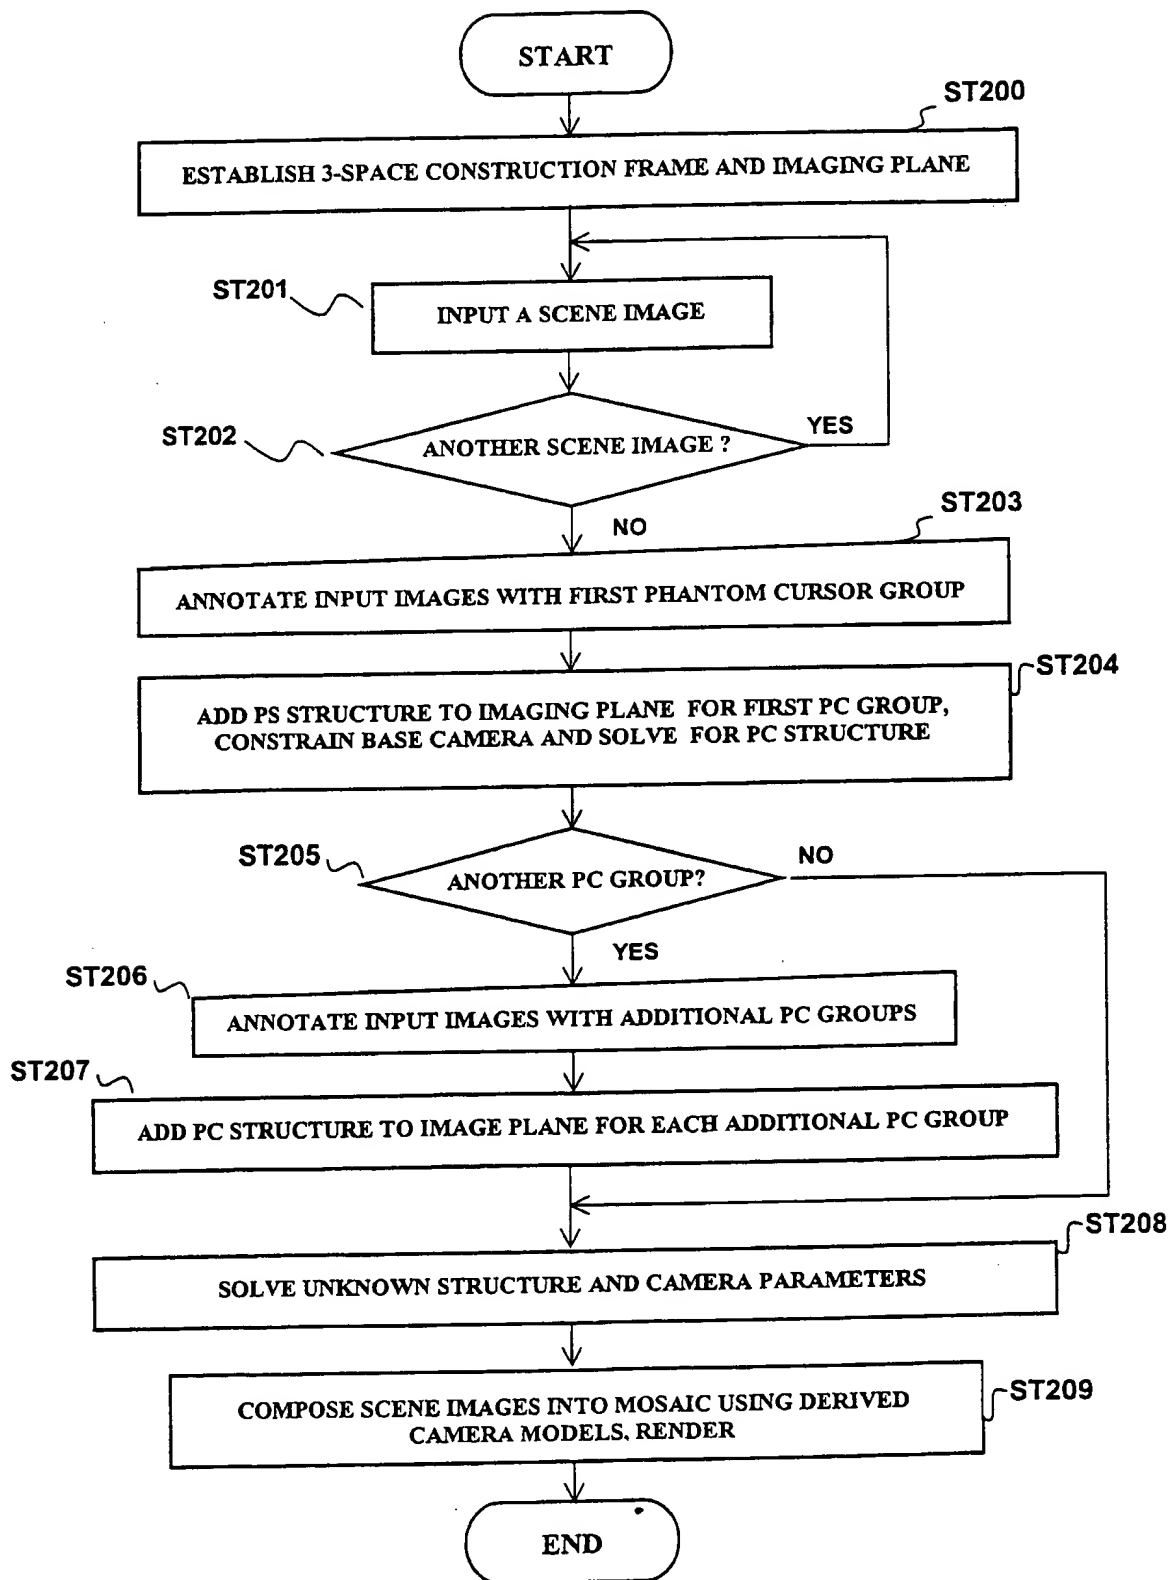 START
ST200
ESTABLISH 3-SPACE CONSTRUCTION FRAME AND IMAGING PLANE
ST201
INPUT A SCENE IMAGE
ST202
ANOTHER SCENE IMAGE ?
YES
NO
ST203
ANNOTATE INPUT IMAGES WITH FIRST PHANTOM CURSOR GROUP
ST204
ADD PS STRUCTURE TO IMAGING PLANE FOR FIRST PC GROUP,
CONSTRAIN BASE CAMERA AND SOLVE FOR PC STRUCTURE
ST205
ANOTHER PC GROUP?
NO
YES
ST206
ANNOTATE INPUT IMAGES WITH ADDITIONAL PC GROUPS
ST207
ADD PC STRUCTURE TO IMAGE PLANE FOR EACH ADDITIONAL PC GROUP
ST208
SOLVE UNKNOWN STRUCTURE AND CAMERA PARAMETERS
ST209
COMPOSE SCENE IMAGES INTO MOSAIC USING DERIVED
CAMERA MODELS, RENDER
END